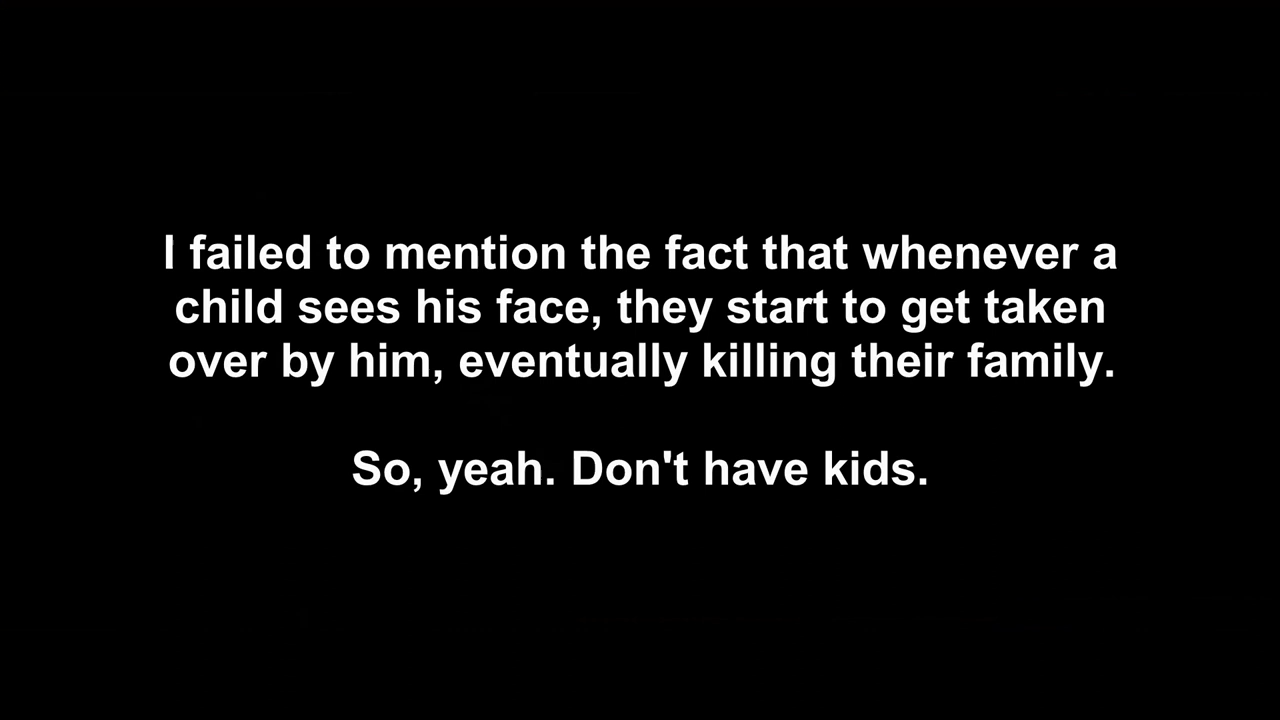 I failed to mention the fact that whenever a
child sees his face, they start to get taken
over by him, eventually killing their family.
So, yeah. Don't have kids.